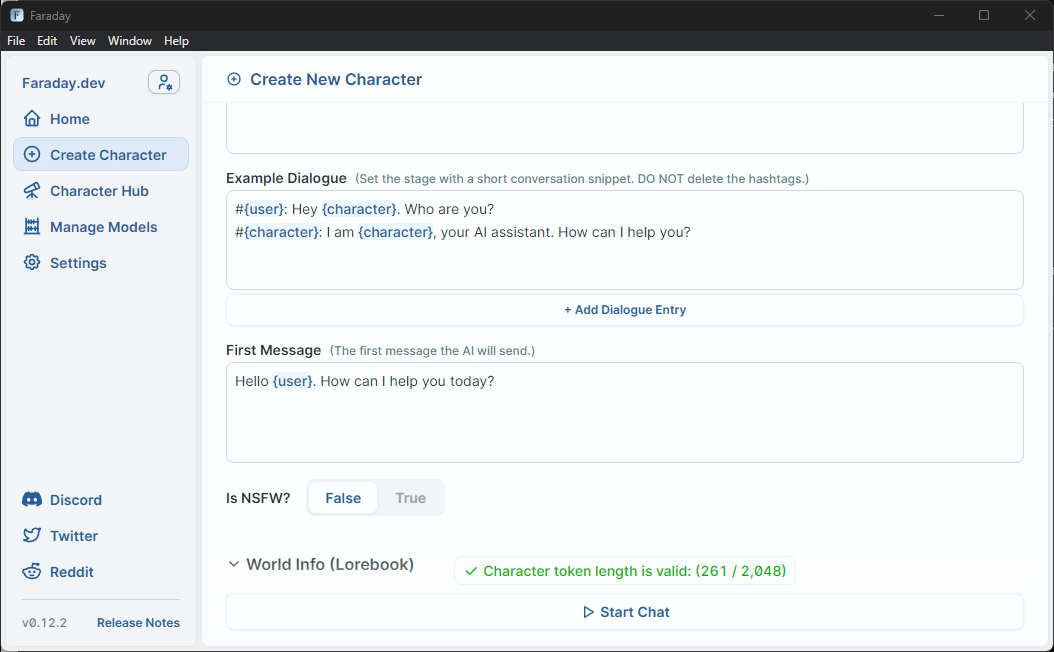 Faraday
File Edit View Window Help
Faraday.dev
Home
Create Character
Character Hub
Manage Models
Settings
Discord
Twitter
Reddit
v0.12.2 Release Notes
Create New Character
Example Dialogue (Set the stage with a short conversation snippet. DO NOT delete the hashtags.)
#{user}: Hey {character}. Who are you?
#{character}: I am {character}, your AI assistant. How can I help you?
+ Add Dialogue Entry
First Message (The first message the AI will send.)
Hello {user}. How can I help you today?
Is NSFW? False True
World Info (Lorebook)
Character token length is valid: (261 / 2,048)
Start Chat